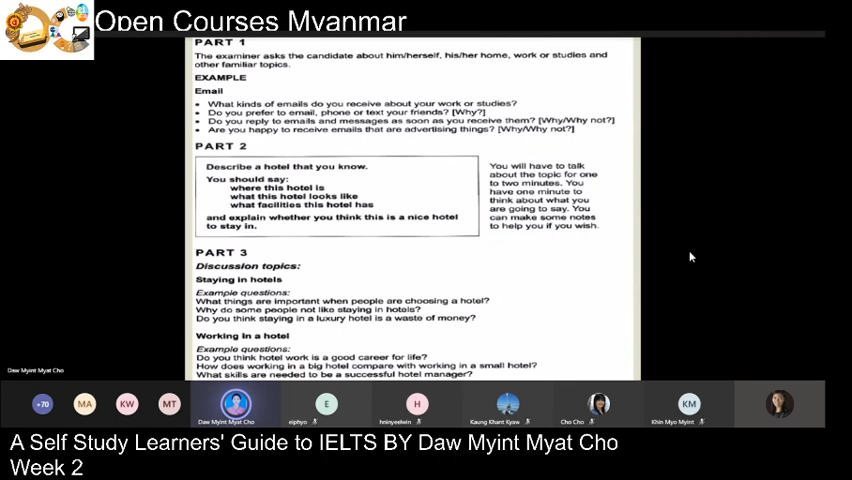 Open Courses Myanmar
PART 1
The examiner asks the candidate about him/herself, his/her home, work or studies and
other familiar topics.
EXAMPLE
Email
• What kinds of emails do you receive about your work or studies?
• Do you prefer to email, phone or text your friends? [Why?]
• Do you reply to emails and messages as soon as you receive them? [Why/Why not?]
• Are you happy to receive emails that are advertising things? [Why/Why not?]
PART 2
Describe a hotel that you know.
You should say:
where this hotel is
what this hotel looks like
what facilities this hotel has
and explain whether you think this is a nice hotel
to stay in.
You will have to talk
about the topic for one
to two minutes. You
have one minute to
think about what you
are going to say. You
can make some notes
to help you if you wish.
PART 3
Discussion topics:
Staying in hotels
Example questions:
What things are important when people are choosing a hotel?
Why do some people not like staying in hotels?
Do you think staying in a luxury hotel is a waste of money?
Working in a hotel
Example questions:
Do you think hotel work is a good career for life?
How does working in a big hotel compare with working in a small hotel?
What skills are needed to be a successful hotel manager?
Daw Myint Myat Cho
+70 MA KW MT E H KM
Daw Myint Myat Cho eiphyo hninyeelwin Kaung Khant Kyaw Cho Cho Khin Myo Myint
A Self Study Learners' Guide to IELTS BY Daw Myint Myat Cho
Week 2